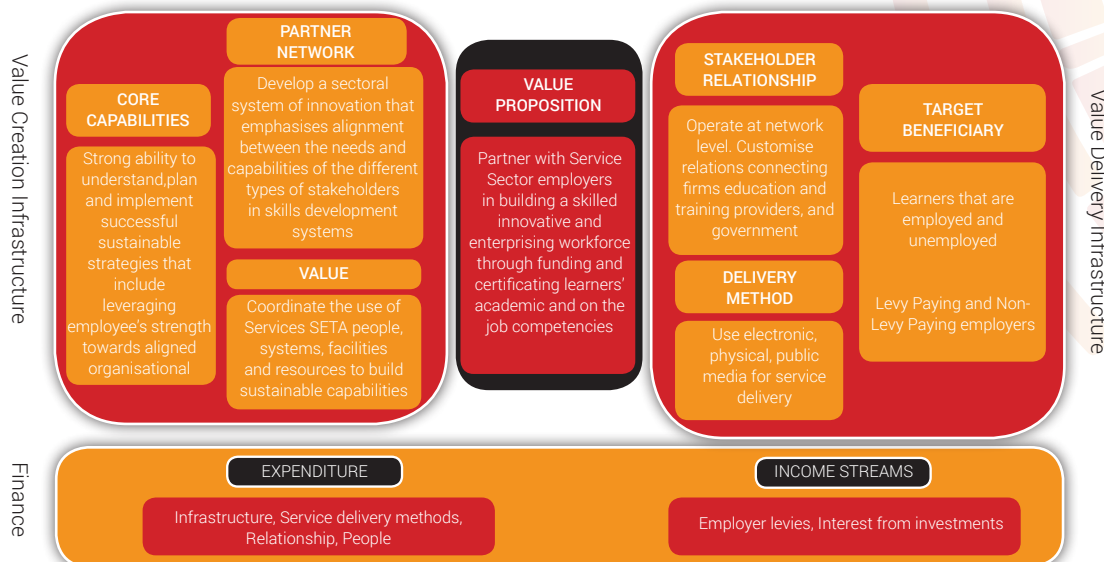 Value Creation Infrastructure
CORE
CAPABILITIES
Strong ability to
understand,plan
and implement
successful
sustainable
strategies that
include
leveraging
employee's strength
towards aligned
organisational
PARTNER
NETWORK
Develop a sectoral
system of innovation that
emphasises alignment
between the needs and
capabilities of the different
types of stakeholders
in skills development
systems
VALUE
Coordinate the use of
Services SETA people,
systems, facilities
and resources to build
sustainable capabilities
VALUE
PROPOSITION
Partner with Service
Sector employers
in building a skilled
innovative and
enterprising workforce
through funding and
certificating learners'
academic and on the
job competencies
STAKEHOLDER
RELATIONSHIP
Operate at network
level. Customise
relations connecting
firms education and
training providers, and
government
DELIVERY
METHOD
Use electronic,
physical, public
media for service
delivery
TARGET
BENEFICIARY
Learners that are
employed and
unemployed
Levy Paying and Non-
Levy Paying employers
Value Delivery Infrastructure
Finance
EXPENDITURE
Infrastructure, Service delivery methods,
Relationship, People
INCOME STREAMS
Employer levies, Interest from investments